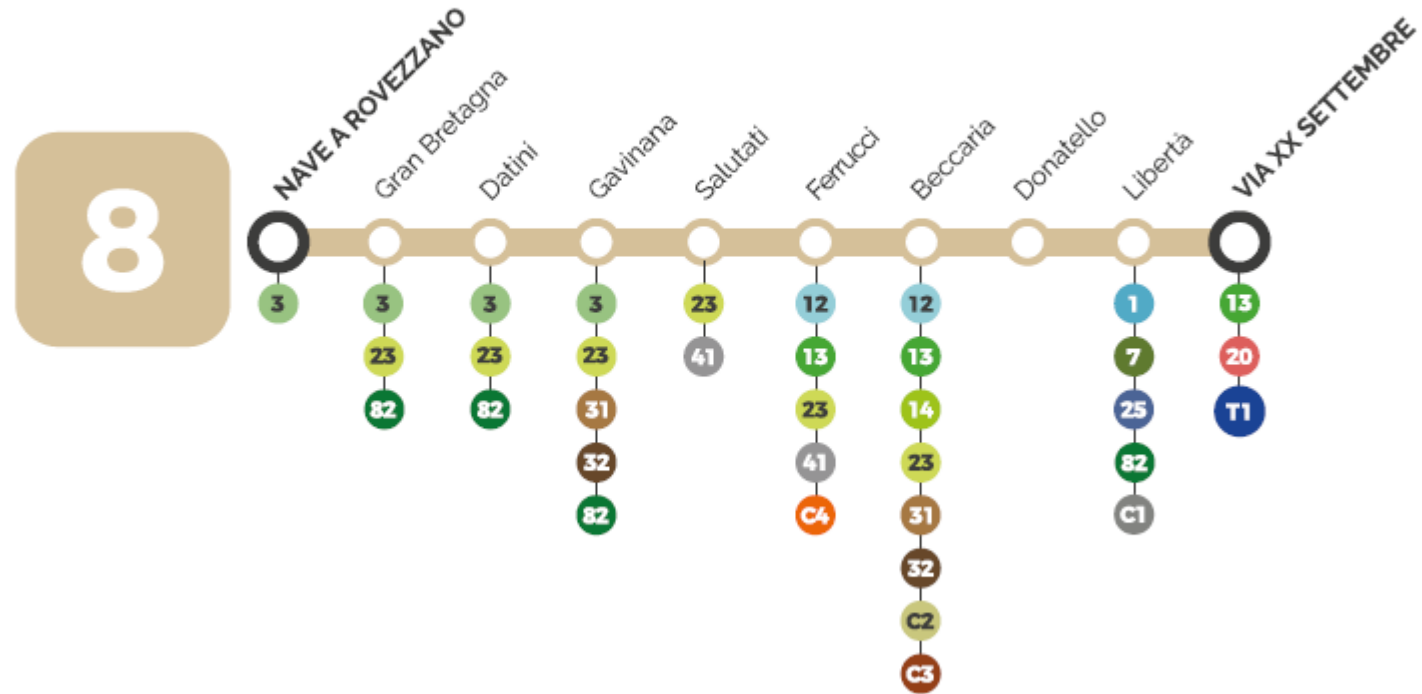 8
NAVE A ROVEZZANO
Gran Bretagna
Datini
Gavinana
Salutati
Ferrucci
Beccaria
Donatello
Libertà
VIA XX SETTEMBRE
3
3
23
82
3
23
82
3
23
31
32
82
23
41
12
13
23
41
C4
12
13
14
23
31
32
C2
C3
1
7
25
82
C1
13
20
T1